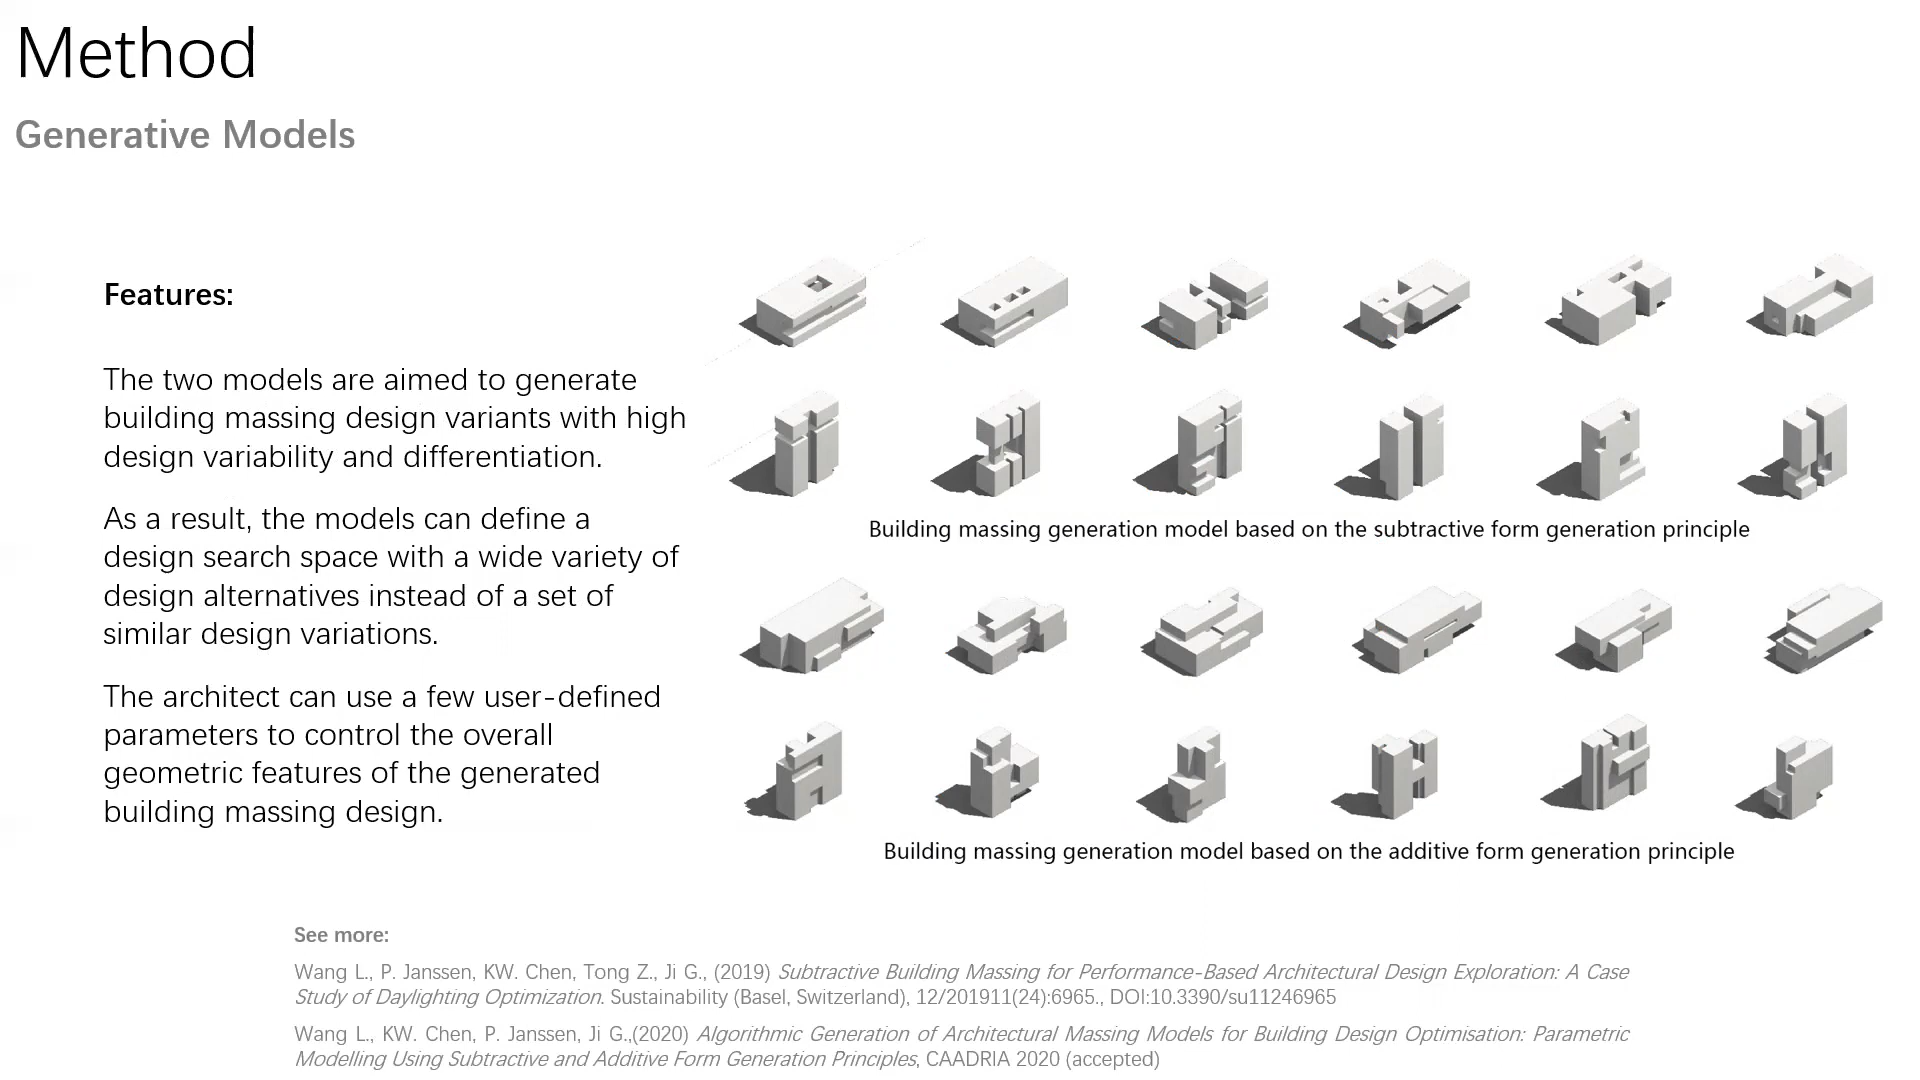 Method
Generative Models
Features:
The two models are aimed to generate
building massing design variants with high
design variability and differentiation.
As a result, the models can define a
design search space with a wide variety of
design alternatives instead of a set of
similar design variations.
The architect can use a few user-defined
parameters to control the overall
geometric features of the generated
building massing design.
Building massing generation model based on the subtractive form generation principle
Building massing generation model based on the additive form generation principle
See more:
Wang L., P. Janssen, KW. Chen, Tong Z., Ji G., (2019) Subtractive Building Massing for Performance-Based Architectural Design Exploration: A Case
Study of Daylighting Optimization. Sustainability (Basel, Switzerland), 12/201911(24):6965., DOI:10.3390/su11246965
Wang L., KW. Chen, P. Janssen, Ji G.,(2020) Algorithmic Generation of Architectural Massing Models for Building Design Optimisation: Parametric
Modelling Using Subtractive and Additive Form Generation Principles, CAADRIA 2020 (accepted)